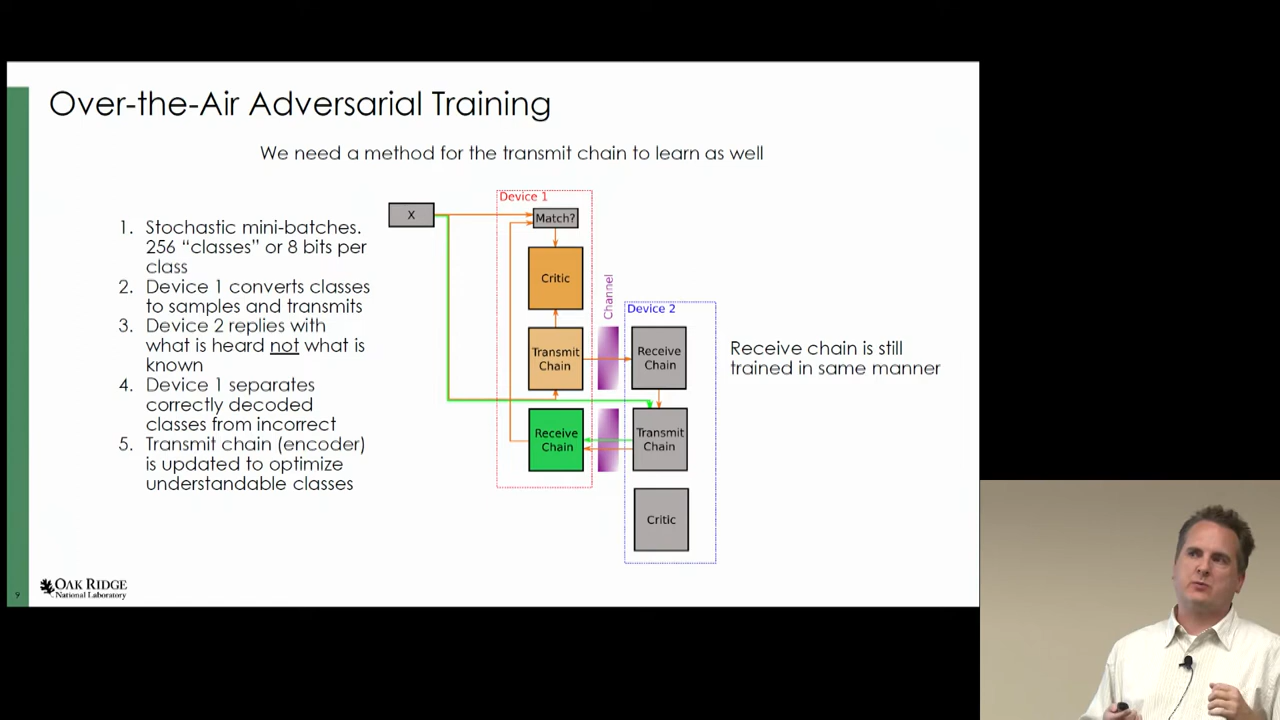 Over-the-Air Adversarial Training
We need a method for the transmit chain to learn as well
1. Stochastic mini-batches.
256 “classes” or 8 bits per
class
2. Device 1 converts classes
to samples and transmits
3. Device 2 replies with
what is heard not what is
known
4. Device 1 separates
correctly decoded
classes from incorrect
5. Transmit chain (encoder)
is updated to optimize
understandable classes
X
Device 1
Match?
Critic
Transmit
Chain
Receive
Chain
Channel
Device 2
Receive
Chain
Transmit
Chain
Critic
Receive chain is still
trained in same manner
9
OAK RIDGE
National Laboratory